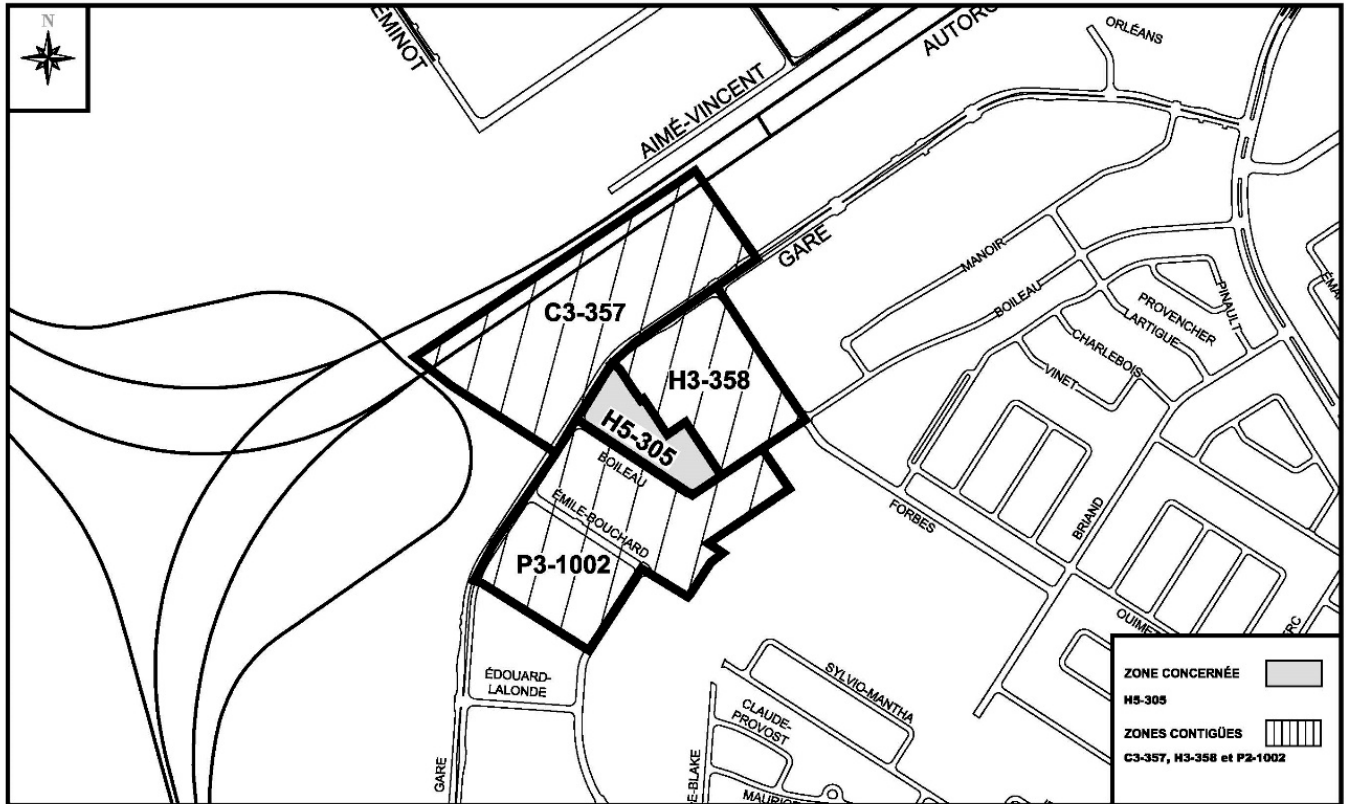 N
EMINOT
AIMÉ-VINCENT
AUTORO
ORLÉANS
GARE
MANOIR
BOILEAU
PROVENCHER
LARTIGUE
PINAULT
CHARLEBOIS
VINET
C3-357
H3-358
H5-305
BOILEAU
ÉMILE-BOUCHARD
P3-1002
FORBES
BRIAND
OUIMET
ÉDOUARD-
LALONDE
GARE
SYLVIO-MANTHA
CLAUDE-
PROVOST
E-BLAKE
ZONE CONCERNÉE
H5-305
ZONES CONTIGÜES
C3-357, H3-358 et P2-1002